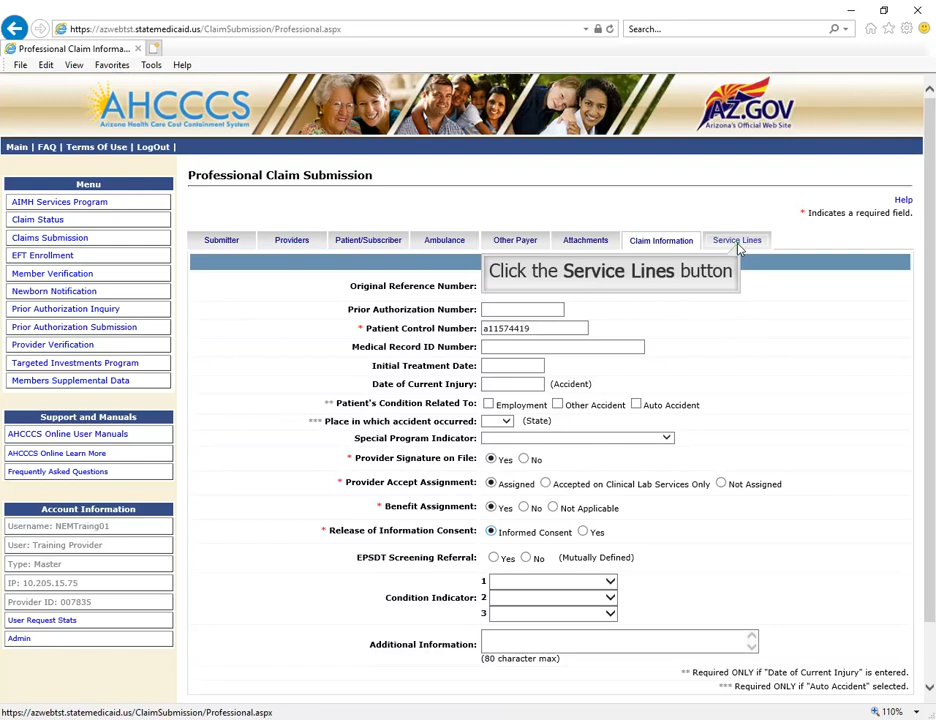 https://azwebtst.statemedicaid.us/ClaimSubmission/Professional.aspx
Search...
Professional Claim Informa...
File Edit View Favorites Tools Help
AHCCCS
Arizona Health Care Cost Containment System
AZ.GOV
Arizona's Official Web Site
Main | FAQ | Terms Of Use | LogOut |
Menu
AIMH Services Program
Claim Status
Claims Submission
EFT Enrollment
Member Verification
Newborn Notification
Prior Authorization Inquiry
Prior Authorization Submission
Provider Verification
Targeted Investments Program
Members Supplemental Data
Support and Manuals
AHCCCS Online User Manuals
AHCCCS Online Learn More
Frequently Asked Questions
Account Information
Username: NEMTraing01
User: Training Provider
Type: Master
IP: 10.205.15.75
Provider ID: 007835
User Request Stats
Admin
Professional Claim Submission
Help
* Indicates a required field.
Submitter Providers Patient/Subscriber Ambulance Other Payer Attachments Claim Information Service Lines
Click the Service Lines button
Original Reference Number:
Prior Authorization Number:
* Patient Control Number: a11574419
Medical Record ID Number:
Initial Treatment Date:
Date of Current Injury: (Accident)
** Patient's Condition Related To: Employment Other Accident Auto Accident
*** Place in which accident occurred: (State)
Special Program Indicator:
* Provider Signature on File: Yes No
* Provider Accept Assignment: Assigned Accepted on Clinical Lab Services Only Not Assigned
* Benefit Assignment: Yes No Not Applicable
* Release of Information Consent: Informed Consent Yes
EPSDT Screening Referral: Yes No (Mutually Defined)
1
Condition Indicator: 2
3
Additional Information:
(80 character max)
** Required ONLY if "Date of Current Injury" is entered.
*** Required ONLY if "Auto Accident" selected.
https://azwebtst.statemedicaid.us/ClaimSubmission/Professional.aspx
110%